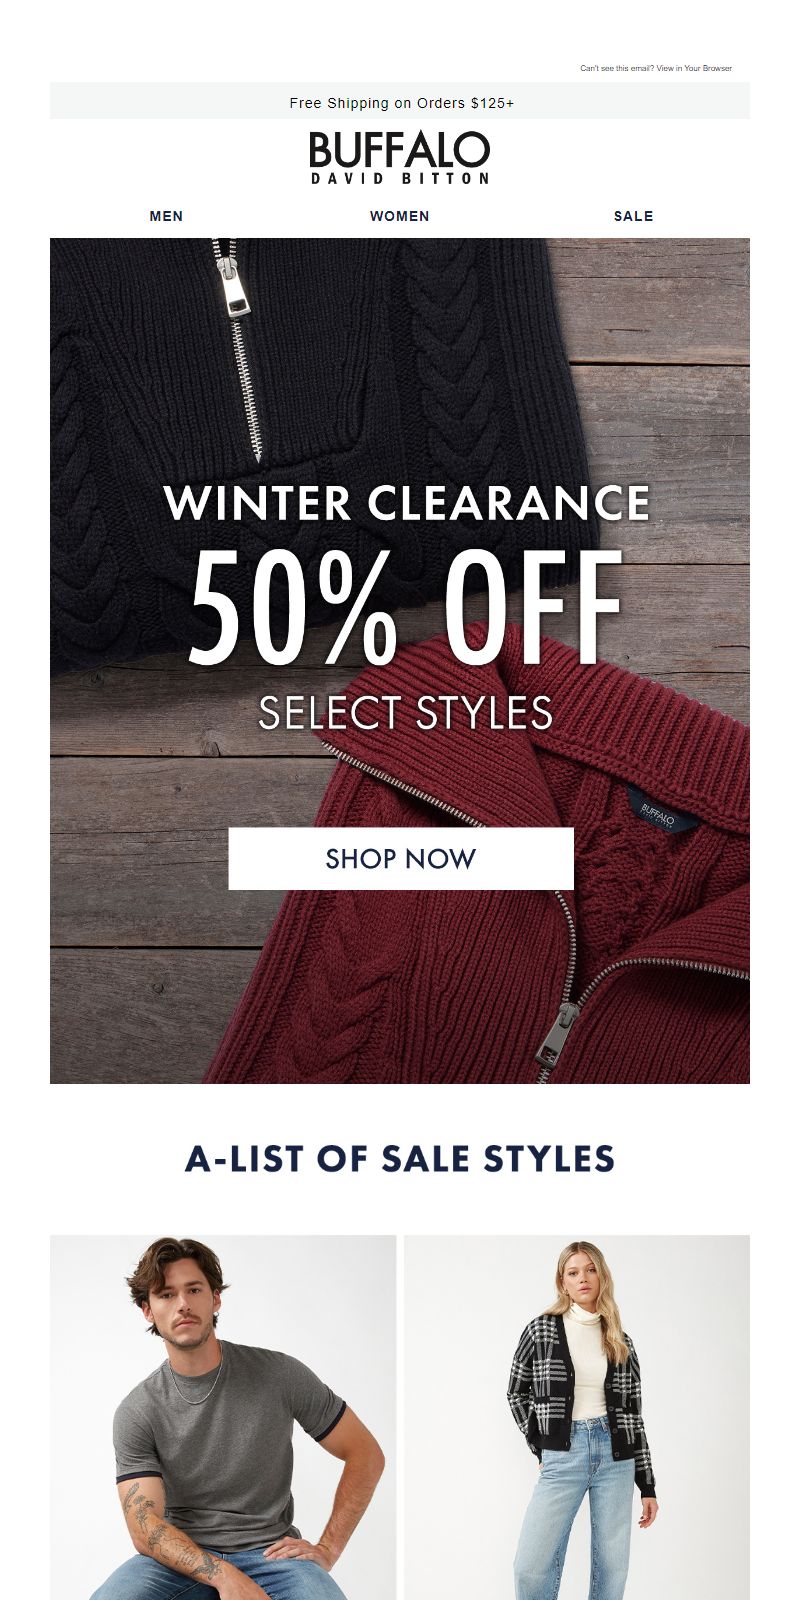 Can't see this email? View in Your Browser
Free Shipping on Orders $125+
BUFFALO
DAVID BITTON
MEN WOMEN SALE
WINTER CLEARANCE
50% OFF
SELECT STYLES
BUFFALO
SHOP NOW
A-LIST OF SALE STYLES